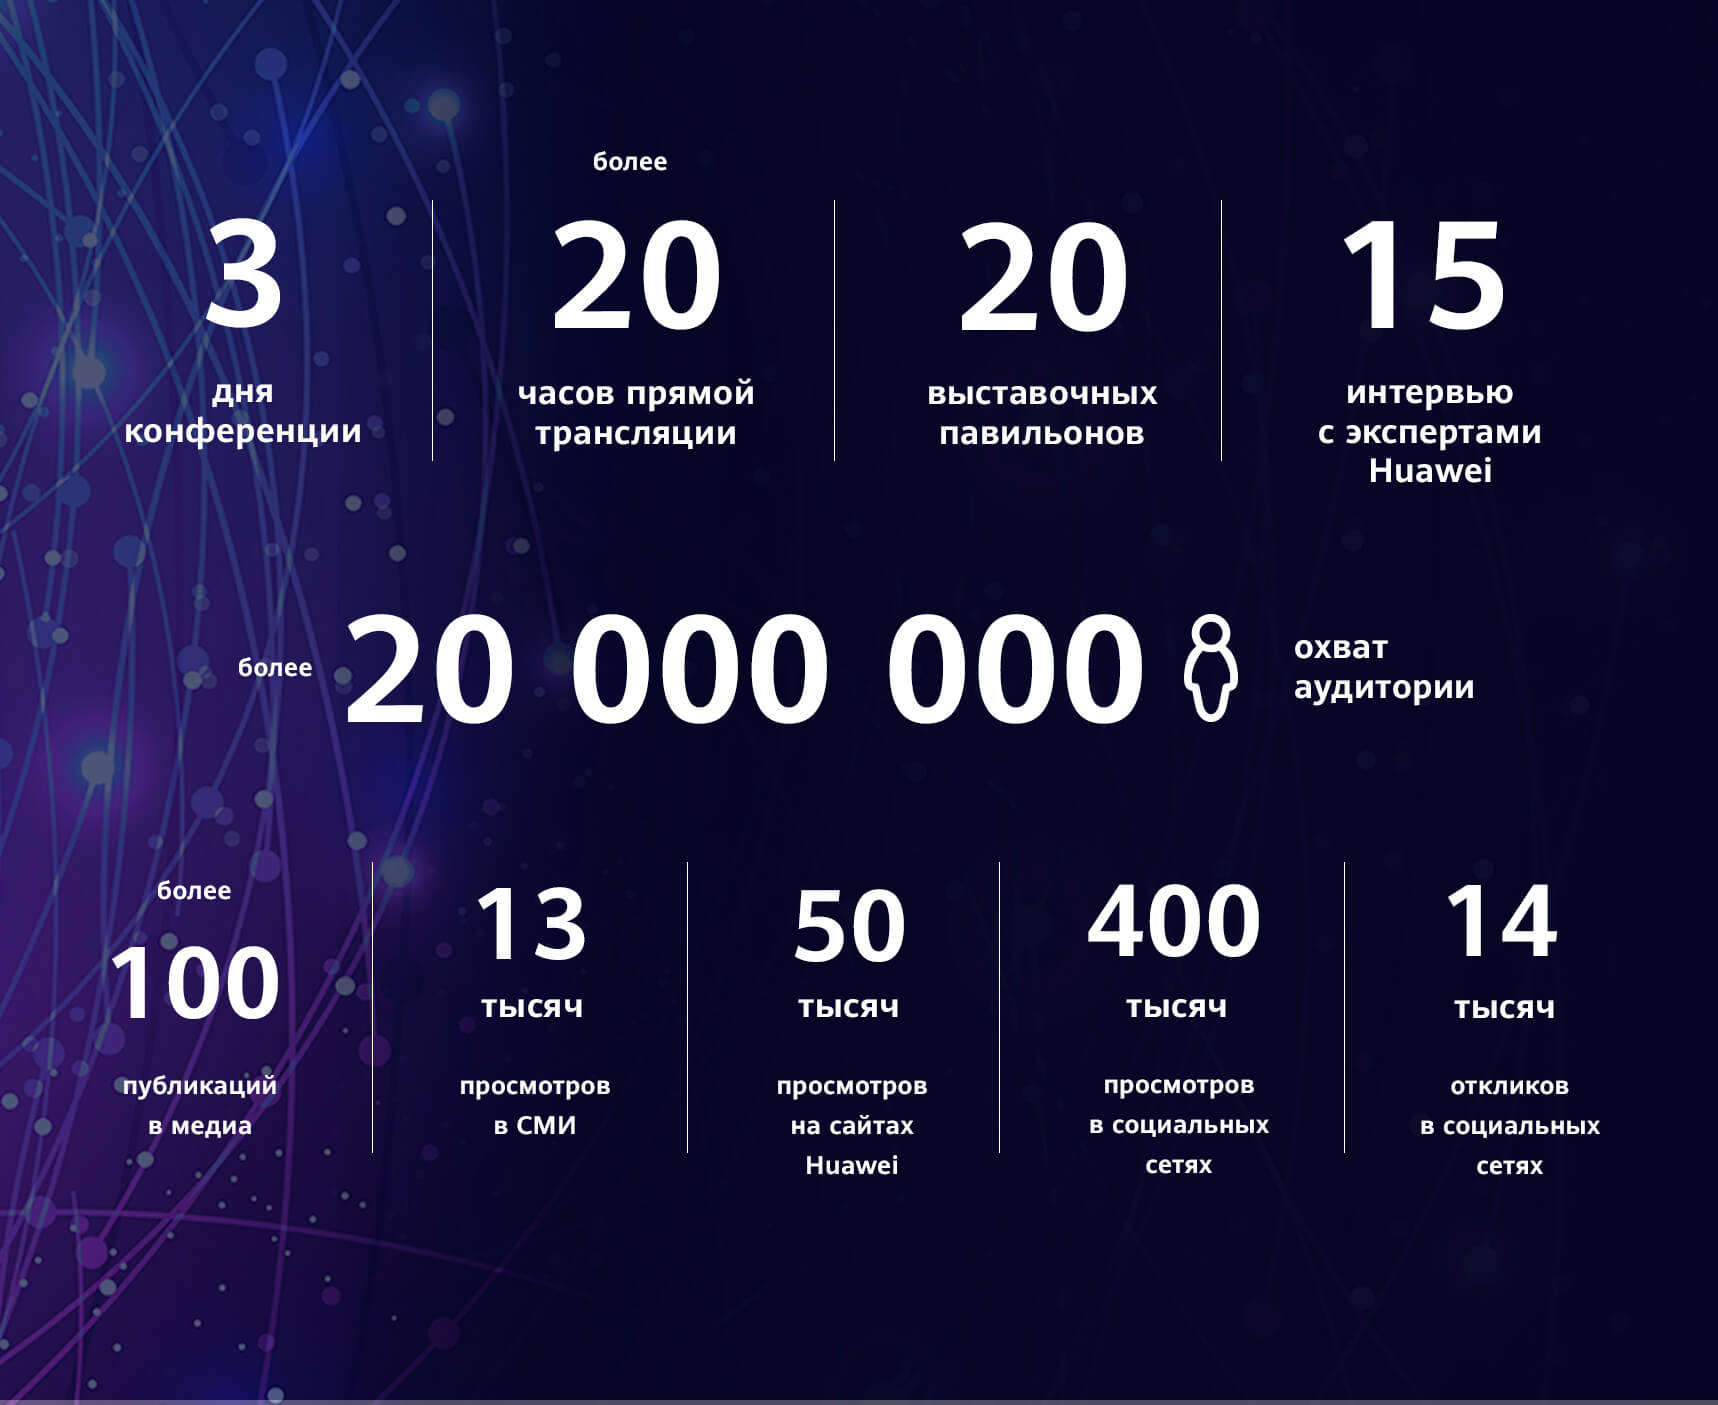 3
дня
конференции
более
20
часов прямой
трансляции
20
выставочных
павильонов
15
интервью
с экспертами
Huawei
более
20 000 000
охват
аудитории
более
100
публикаций
в медиа
13
тысяч
просмотров
в СМИ
50
тысяч
просмотров
на сайтах
Huawei
400
тысяч
просмотров
в социальных
сетях
14
тысяч
откликов
в социальных
сетях